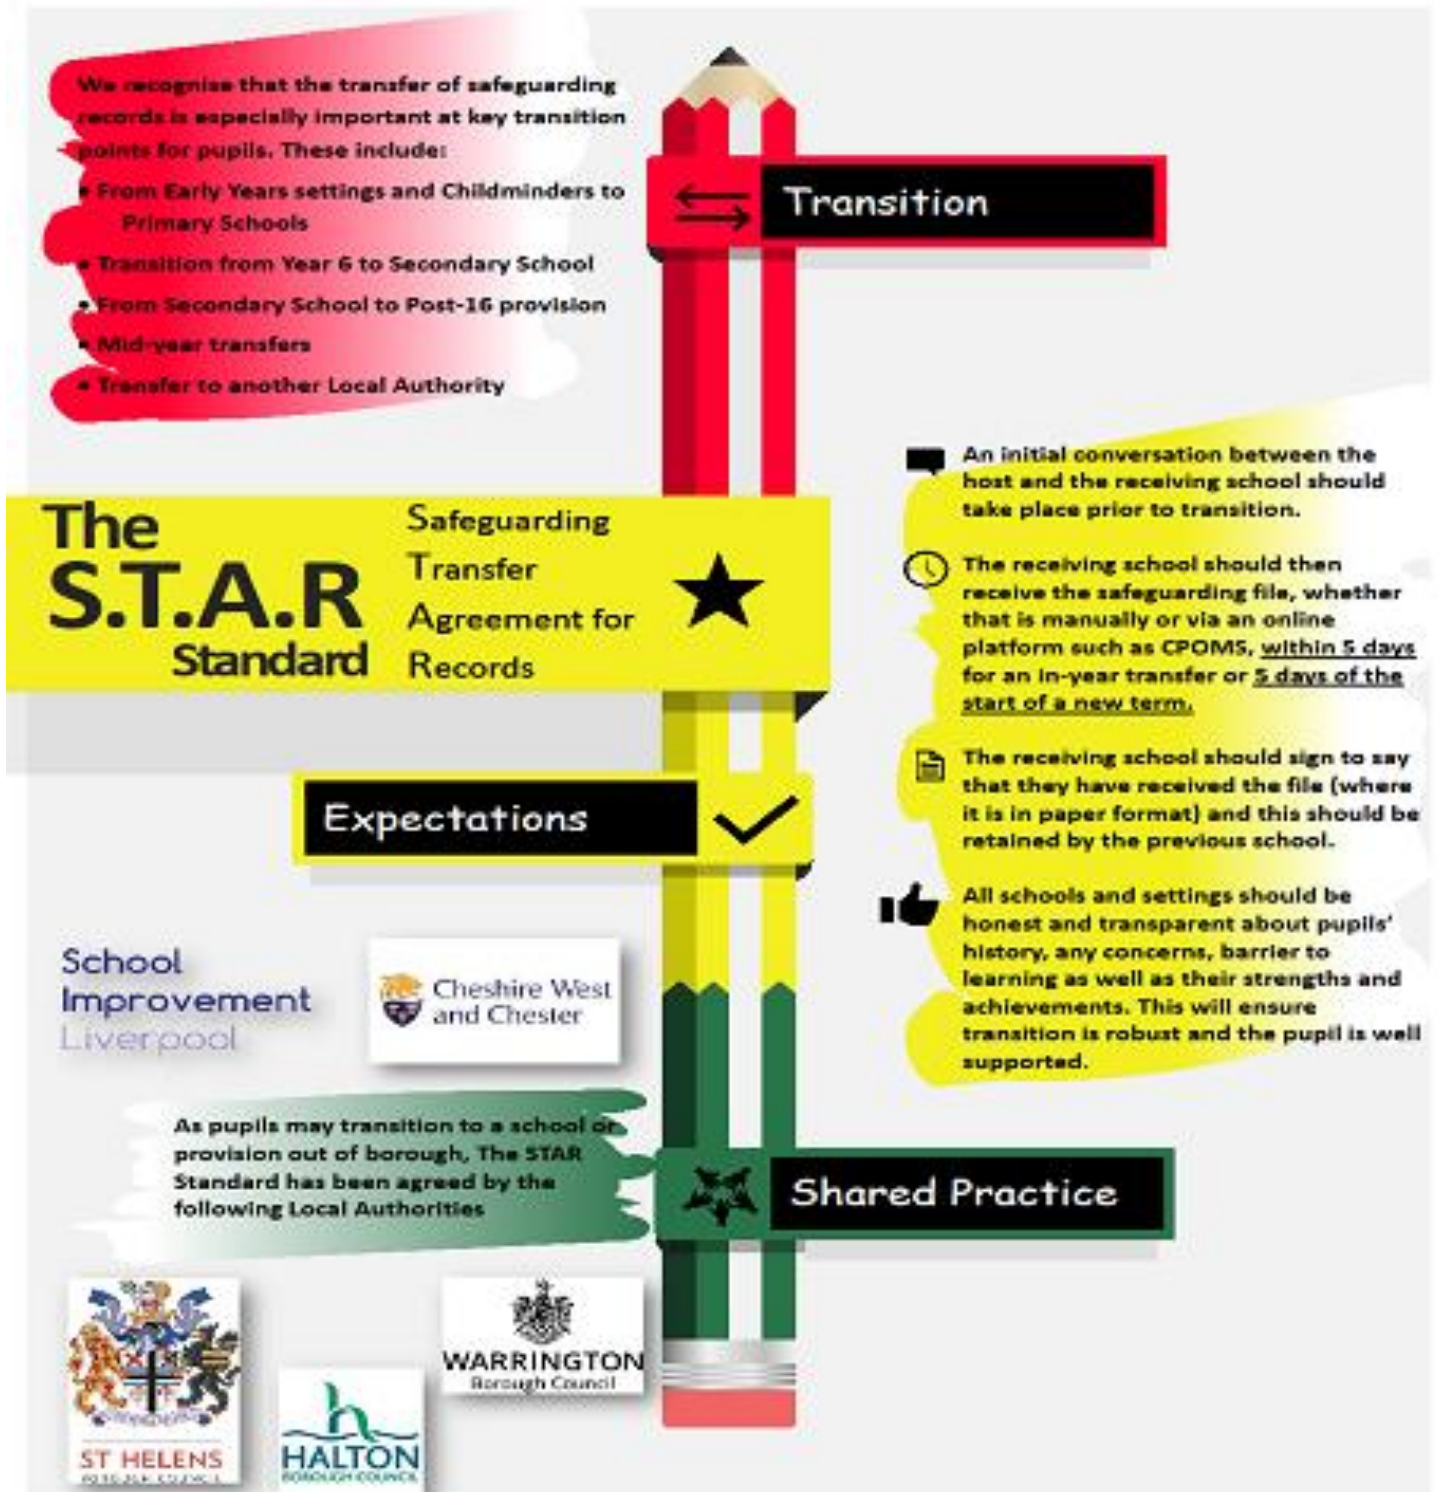 We recognise that the transfer of safeguarding
records is especially important at key transition
points for pupils. These include:
• From Early Years settings and Childminders to
Primary Schools
• Transition from Year 6 to Secondary School
• From Secondary School to Post-16 provision
• Mid-year transfers
• Transfer to another Local Authority
Transition
The
S.T.A.R
Standard
Safeguarding
Transfer
Agreement for
Records
An initial conversation between the
host and the receiving school should
take place prior to transition.
The receiving school should then
receive the safeguarding file, whether
that is manually or via an online
platform such as CPOMS, within 5 days
for an in-year transfer or 5 days of the
start of a new term.
The receiving school should sign to say
that they have received the file (where
it is in paper format) and this should be
retained by the previous school.
All schools and settings should be
honest and transparent about pupils'
history, any concerns, barrier to
learning as well as their strengths and
achievements. This will ensure
transition is robust and the pupil is well
supported.
Expectations
School
Improvement
Liverpool
Cheshire West
and Chester
As pupils may transition to a school or
provision out of borough, The STAR
Standard has been agreed by the
following Local Authorities
Shared Practice
ST HELENS
BOROUGH COUNCIL
HALTON
BOROUGH COUNCIL
WARRINGTON
Borough Council